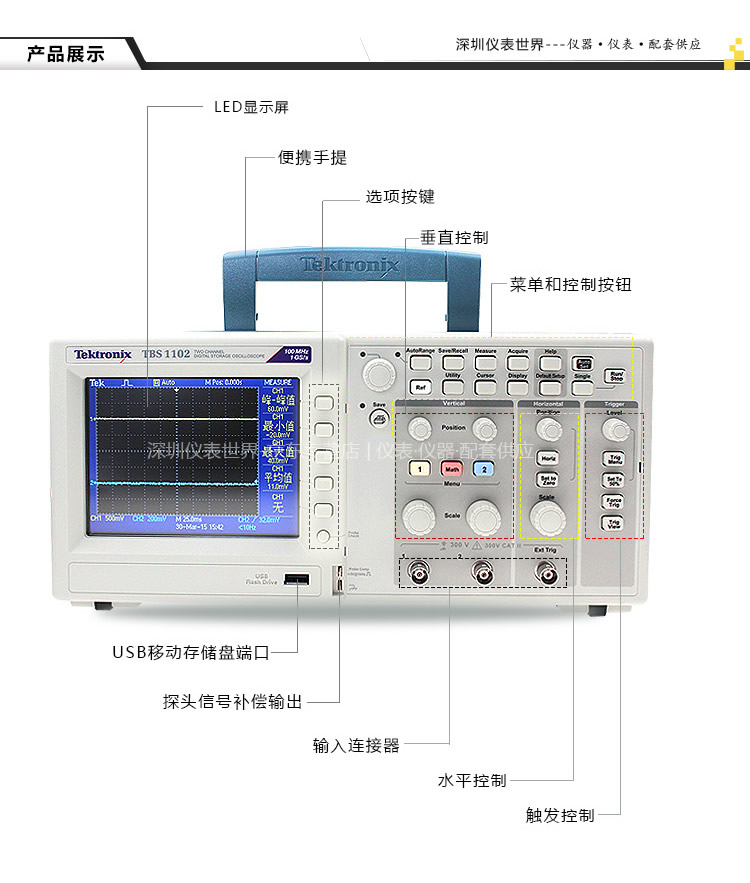 产品展示
深圳仪表世界---仪器•仪表•配套供应
LED显示屏
便携手提
选项按键
垂直控制
菜单和控制按钮
Tektronix
Tektronix TBS 1102 TWO CHANNEL DIGITAL STORAGE OSCILLOSCOPE 100 MHz 1 GS/s
AutoRange Save/Recall Measure Acquire Help
Run/Stop
Ref Utility Cursor Display Default Setup Single
Save
Tek Auto M Pos: 0.000s MEASURE
CH1
峰-峰值
60.0mV
CH1
最小值
-20.0mV
CH1
最大值
40.0mV
CH1
平均值
11.0mV
CH1
无
CH1 500mV CH2 200mV M 25.0ms CH2 / 32.0mV
30-Mar-15 15:42 <10Hz
深圳仪表世界
店 | 仪表·仪器·配套供应
Vertical Horizontal Trigger
Position Position Level
1 Math 2
Menu
Horiz
Set to Zero
Scale Scale
Trig Menu
Set To 50%
Force Trig
Trig View
300 V 300V CAT II
1 2 Ext Trig
USB
Flash Drive
USB移动存储盘端口
探头信号补偿输出
输入连接器
水平控制
触发控制